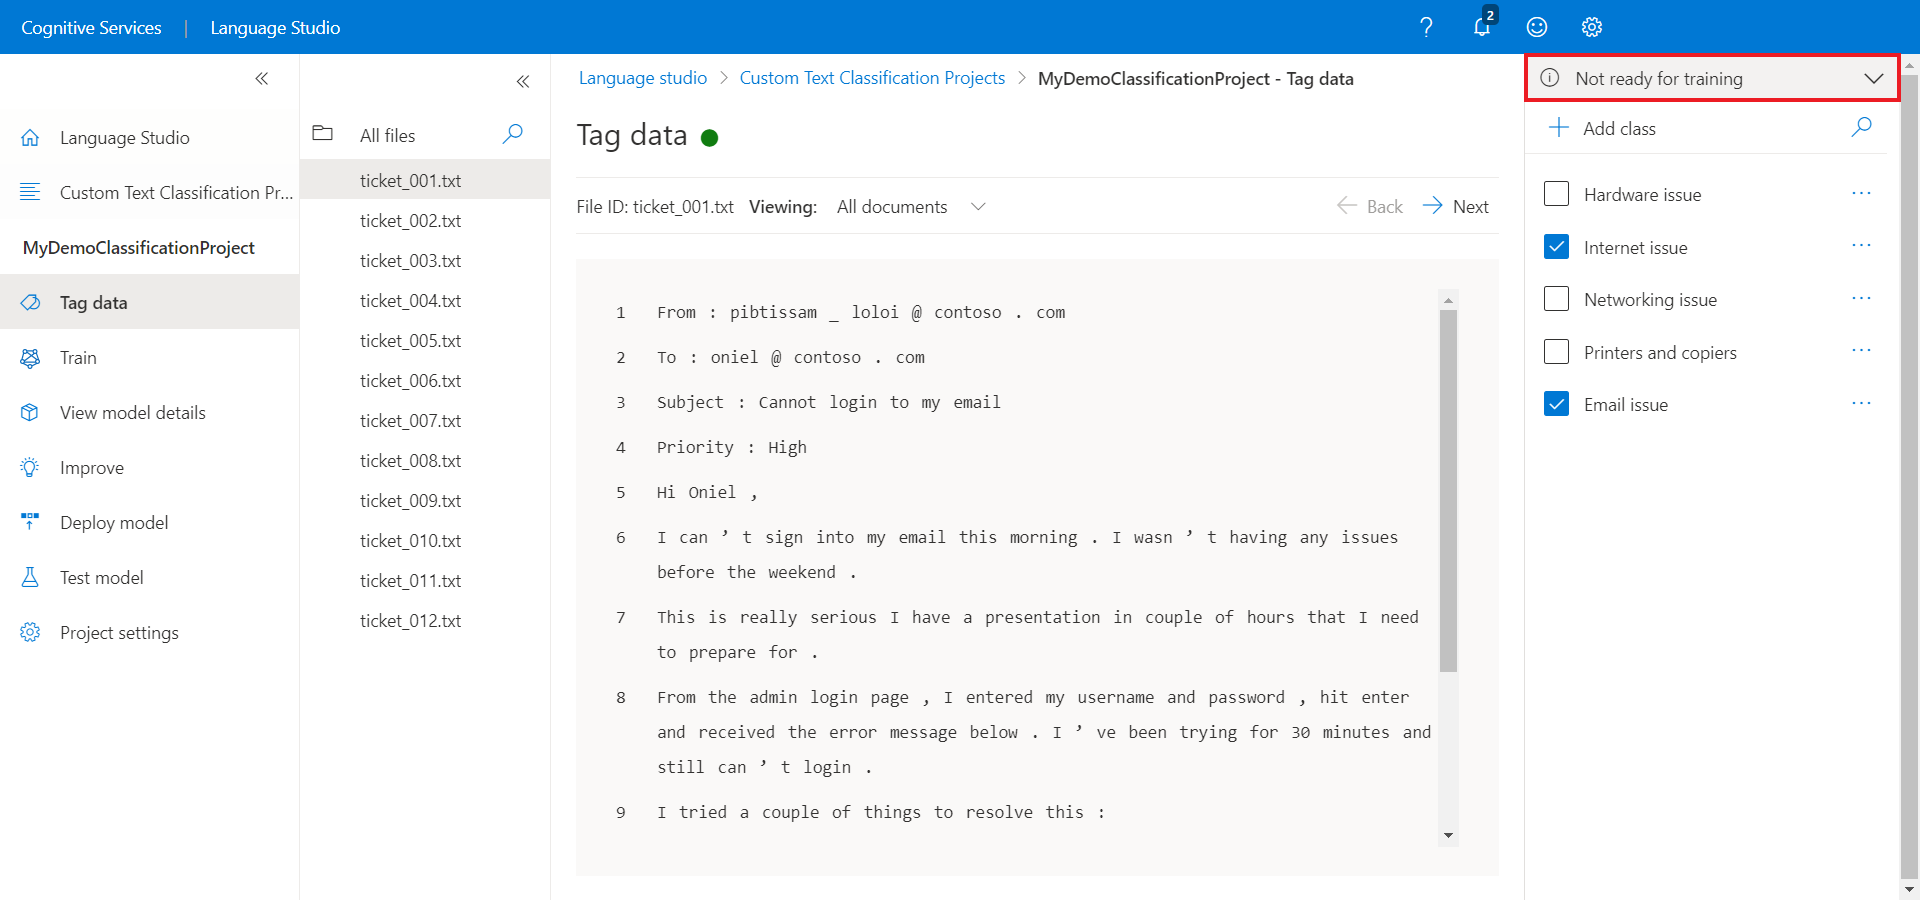 Cognitive Services | Language Studio
2
Language Studio
Custom Text Classification Pr...
MyDemoClassificationProject
Tag data
Train
View model details
Improve
Deploy model
Test model
Project settings
All files
ticket_001.txt
ticket_002.txt
ticket_003.txt
ticket_004.txt
ticket_005.txt
ticket_006.txt
ticket_007.txt
ticket_008.txt
ticket_009.txt
ticket_010.txt
ticket_011.txt
ticket_012.txt
Language studio > Custom Text Classification Projects > MyDemoClassificationProject - Tag data
Tag data
File ID: ticket_001.txt Viewing: All documents
Back Next
1 From : pibtissam _ loloi @ contoso . com
2 To : oniel @ contoso . com
3 Subject : Cannot login to my email
4 Priority : High
5 Hi Oniel ,
6 I can ’ t sign into my email this morning . I wasn ’ t having any issues
before the weekend .
7 This is really serious I have a presentation in couple of hours that I need
to prepare for .
8 From the admin login page , I entered my username and password , hit enter
and received the error message below . I ’ ve been trying for 30 minutes and
still can ’ t login .
9 I tried a couple of things to resolve this :
Not ready for training
Add class
Hardware issue
Internet issue
Networking issue
Printers and copiers
Email issue